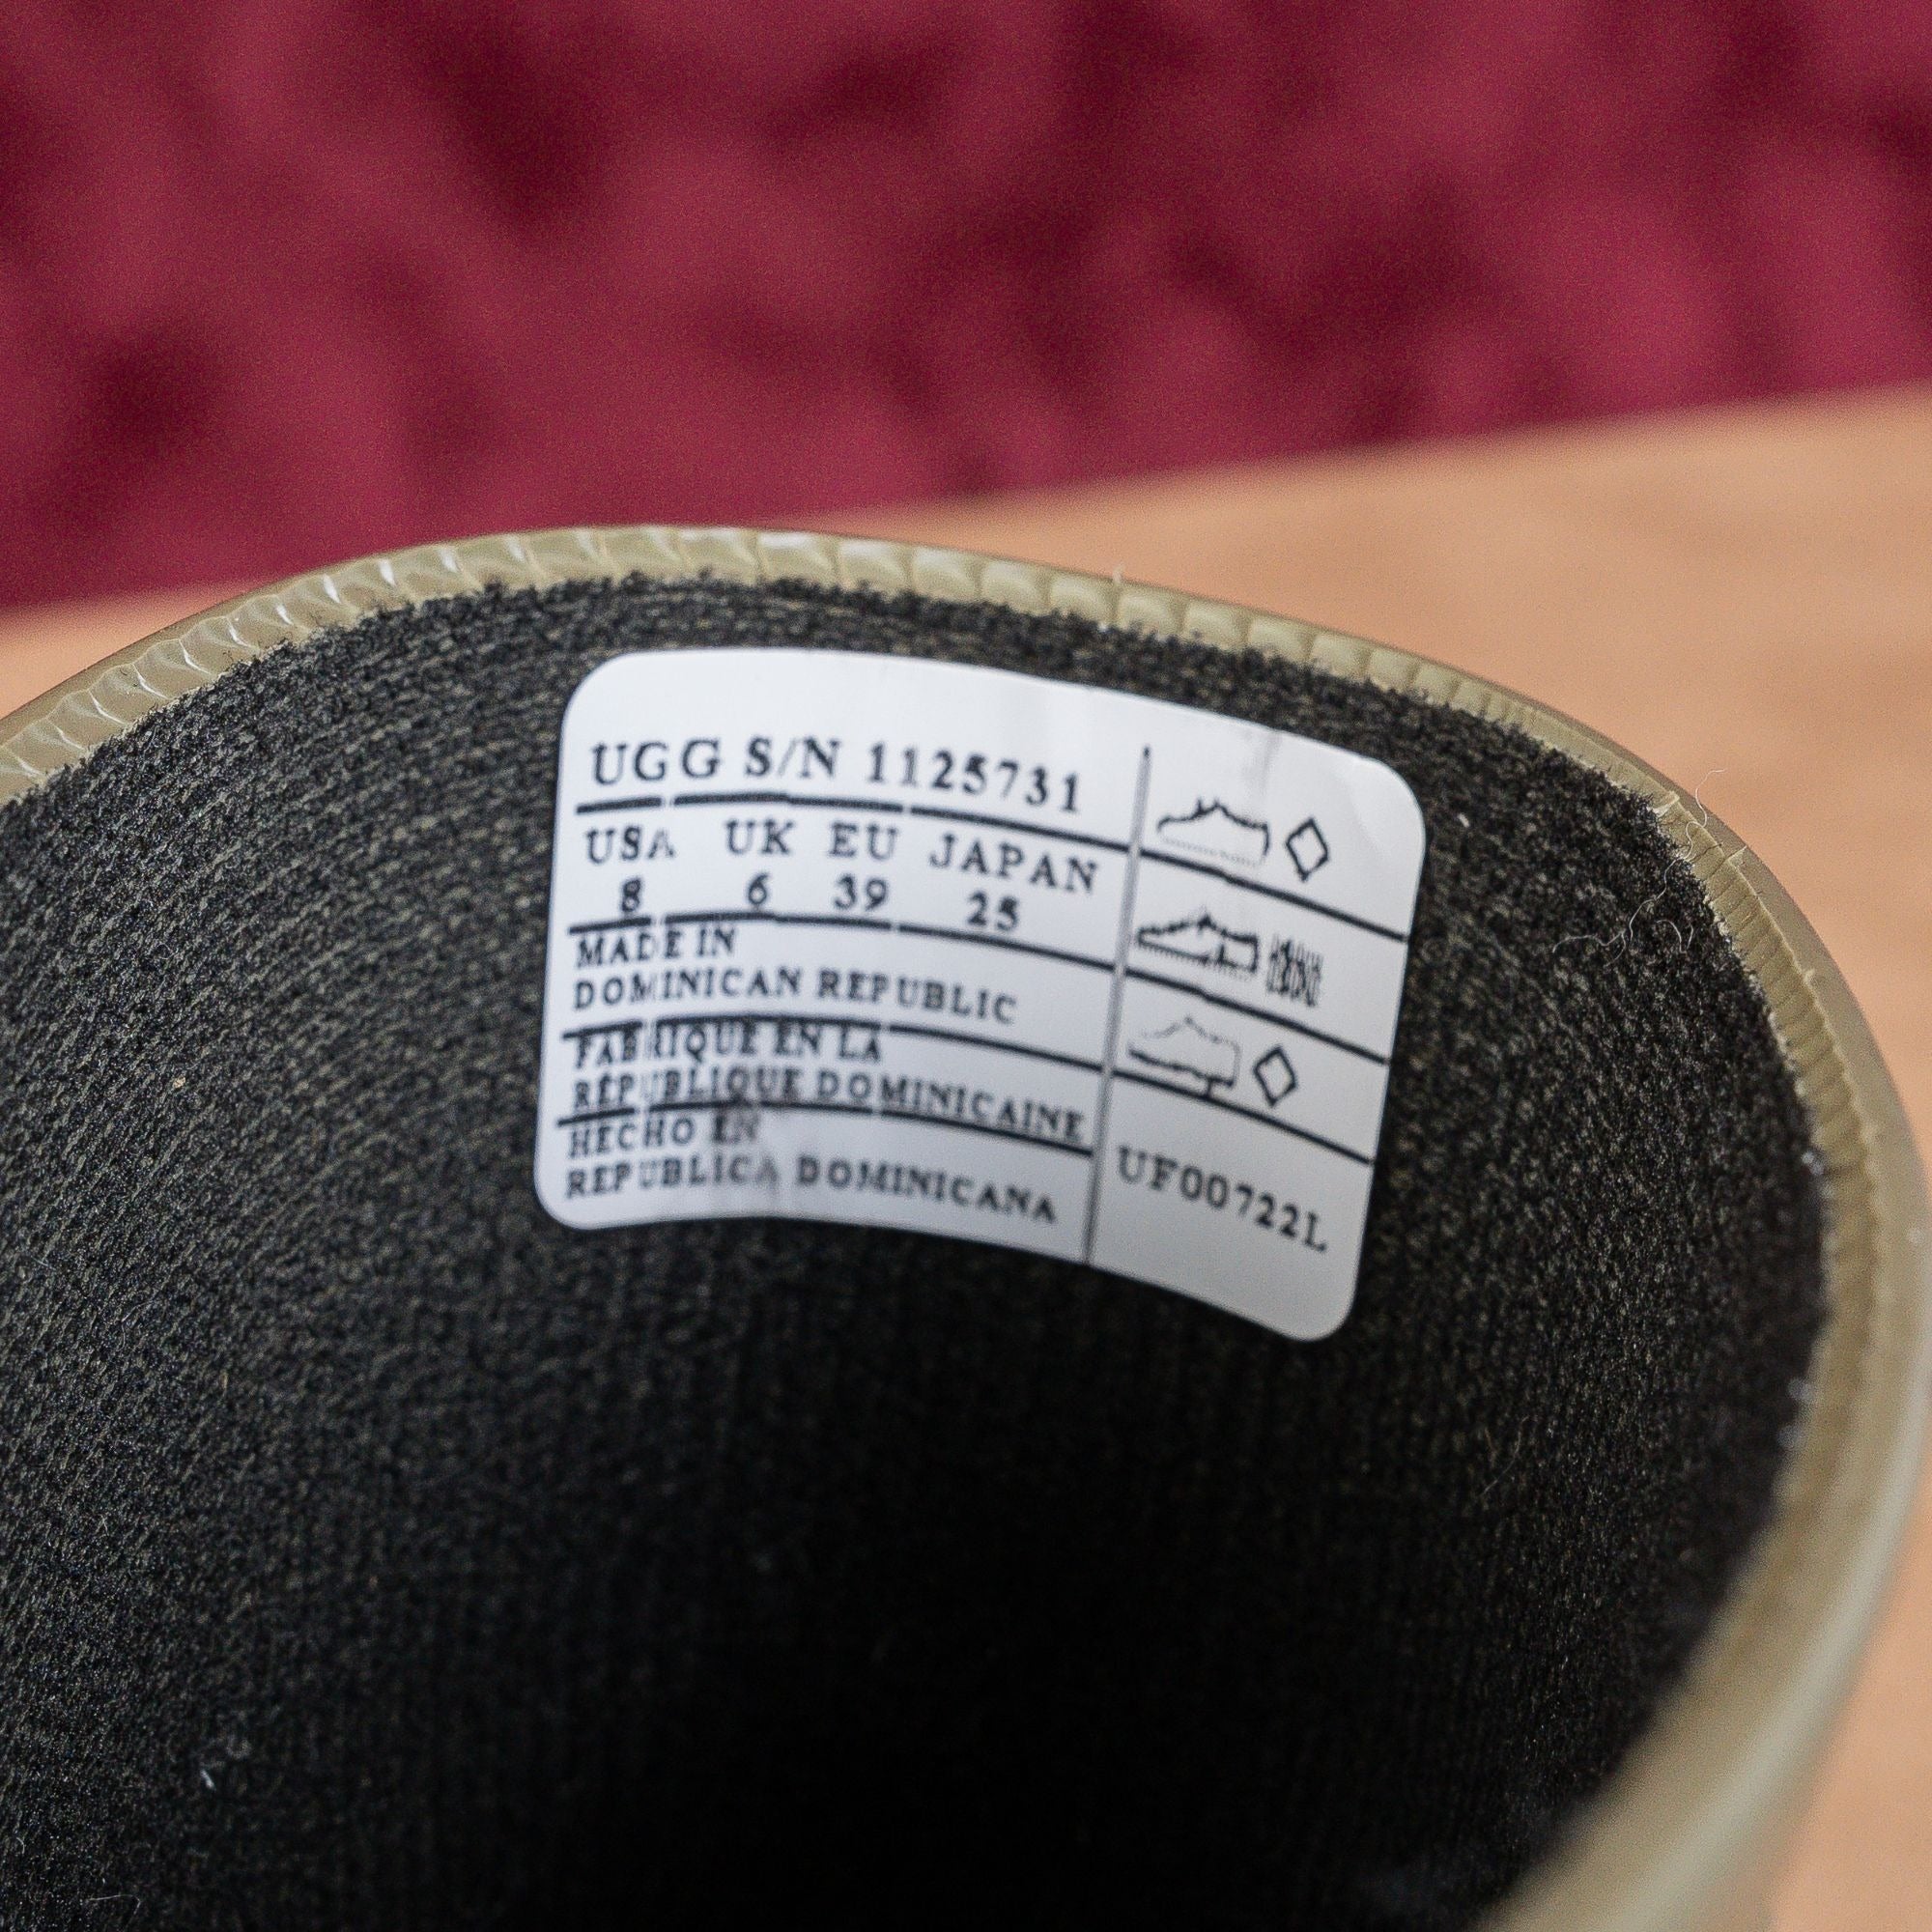 UGG S/N 1125731
USA UK EU JAPAN
8 6 39 25
MADE IN
DOMINICAN REPUBLIC
FABRIQUE EN LA
RÉPUBLIQUE DOMINICAINE
HECHO EN
REPUBLICA DOMINICANA
UF00722L